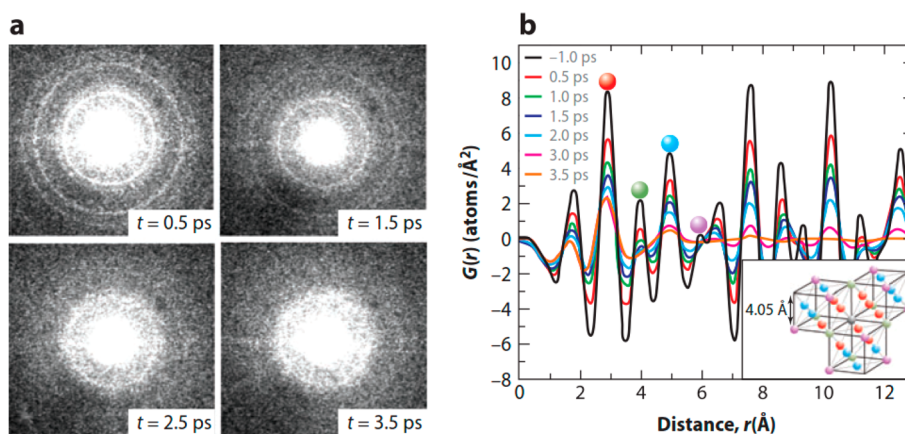 a
t = 0.5 ps
t = 1.5 ps
t = 2.5 ps
t = 3.5 ps
b
G(r) (atoms/Å²)
10
8
6
4
2
0
−2
−4
−6
−8
–1.0 ps
0.5 ps
1.0 ps
1.5 ps
2.0 ps
3.0 ps
3.5 ps
4.05 Å
0
2
4
6
8
10
12
Distance, r(Å)